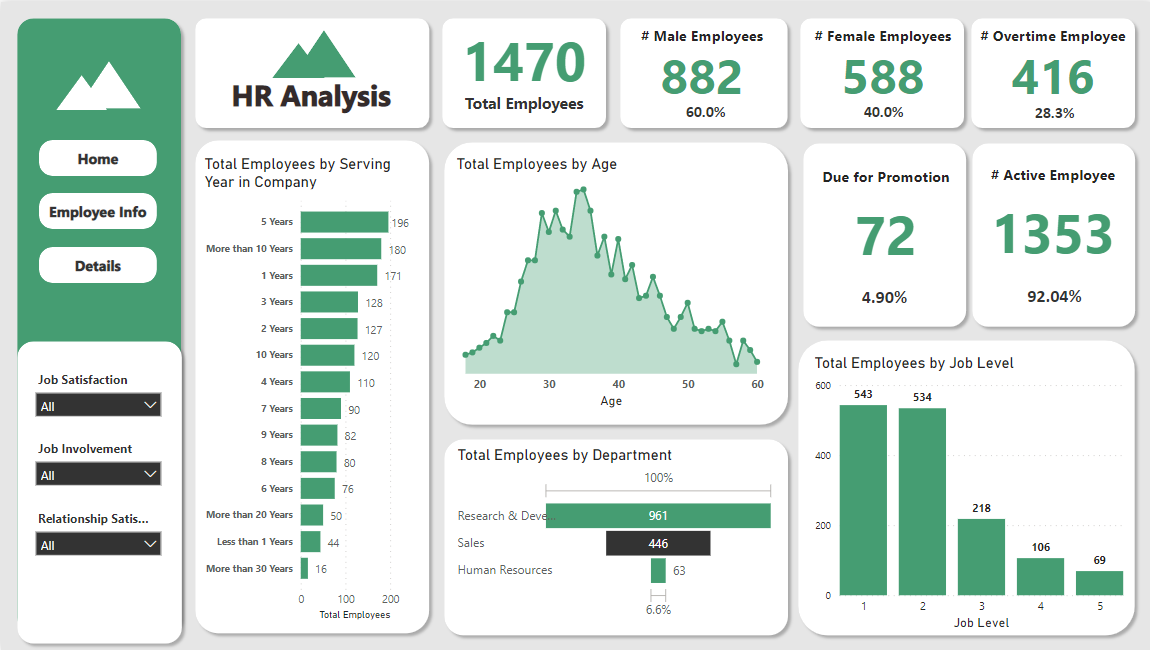 Home
Employee Info
Details
Job Satisfaction
All
Job Involvement
All
Relationship Satis...
All
HR Analysis
1470
Total Employees
# Male Employees
882
60.0%
# Female Employees
588
40.0%
# Overtime Employee
416
28.3%
Total Employees by Serving
Year in Company
5 Years 196
More than 10 Years 180
1 Years 171
3 Years 128
2 Years 127
10 Years 120
4 Years 110
7 Years 90
9 Years 82
8 Years 80
6 Years 76
More than 20 Years 50
Less than 1 Years 44
More than 30 Years 16
0 100 200
Total Employees
Total Employees by Age
20 30 40 50 60
Age
Total Employees by Department
100%
Research & Deve... 961
Sales 446
Human Resources 63
6.6%
Due for Promotion
72
4.90%
# Active Employee
1353
92.04%
Total Employees by Job Level
600
543
534
400
218
200
106
69
0
1 2 3 4 5
Job Level